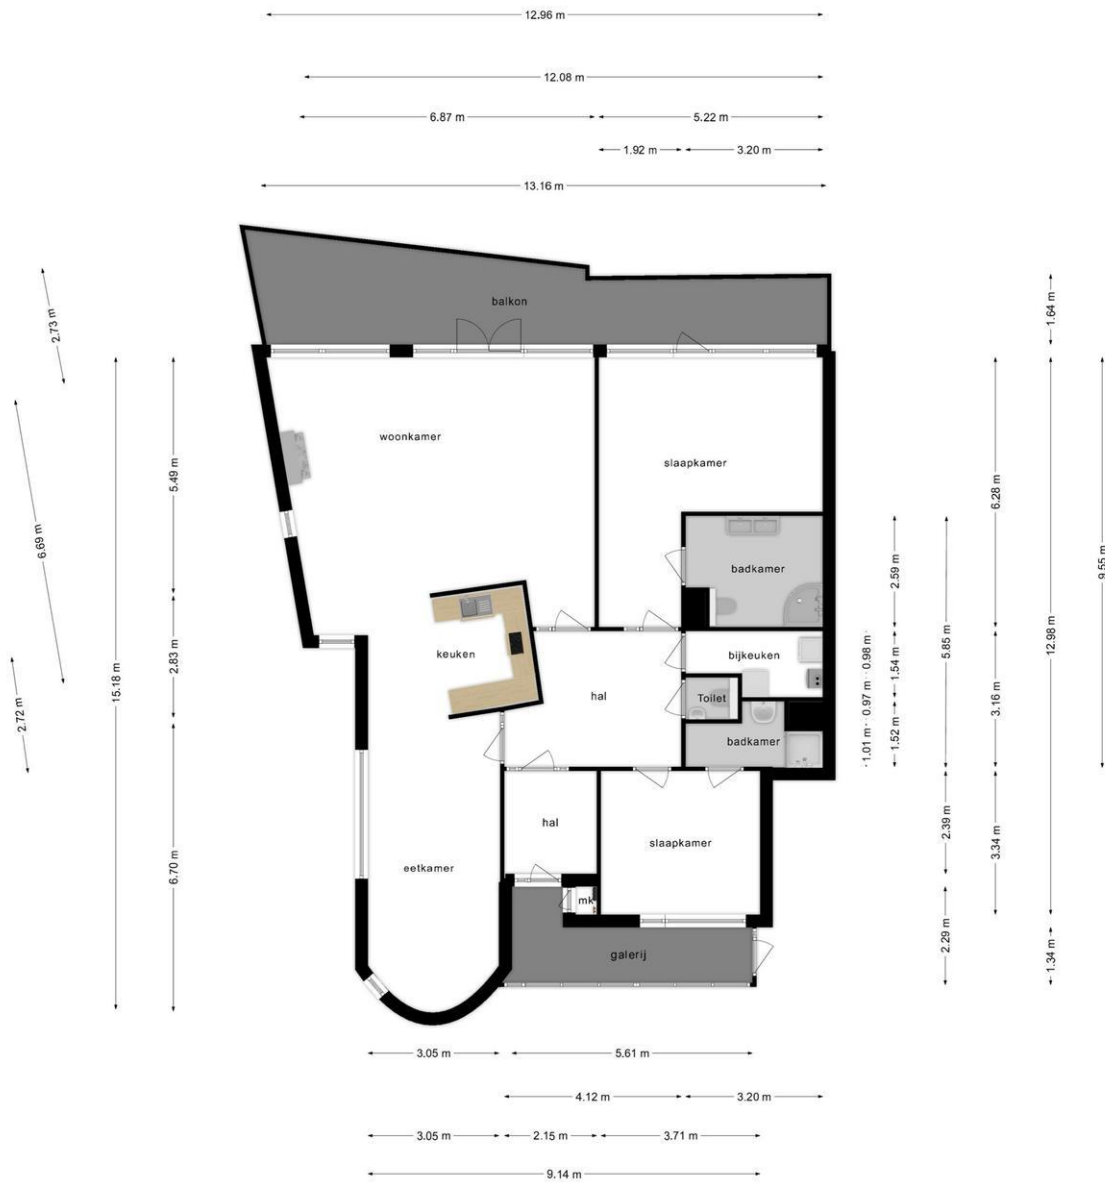 12.96 m
12.08 m
6.87 m
5.22 m
1.92 m
3.20 m
13.16 m
balkon
2.73 m
1.64 m
woonkamer
slaapkamer
5.49 m
6.28 m
6.69 m
9.55 m
badkamer
2.59 m
5.85 m
12.98 m
keuken
bijkeuken
2.83 m
15.18 m
hal
Toilet
badkamer
0.98 m
0.97 m
1.01 m
1.54 m
1.52 m
3.16 m
2.72 m
hal
slaapkamer
eetkamer
6.70 m
2.39 m
3.34 m
mk
galerij
2.29 m
1.34 m
3.05 m
5.61 m
4.12 m
3.20 m
3.05 m
2.15 m
3.71 m
9.14 m